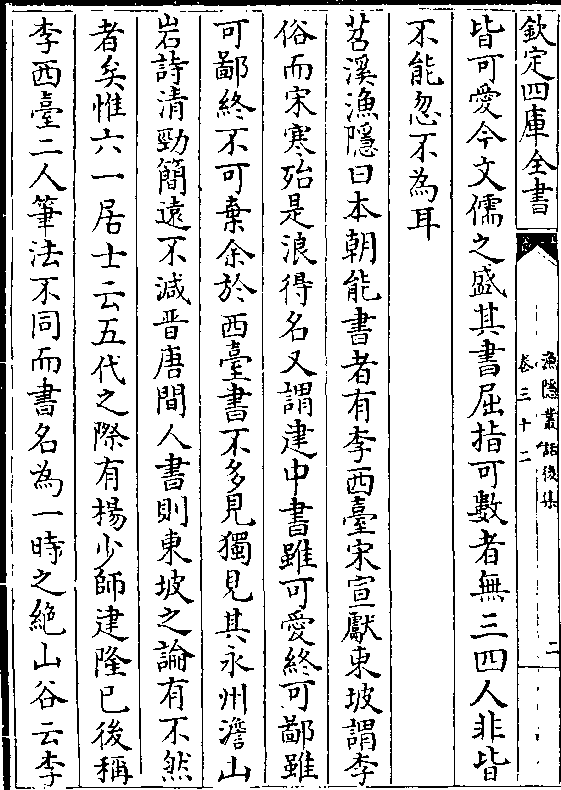 欽定四庫全書
漁隱叢話後集
卷三十二
二
皆可愛今文儒之盛其書屈指可數者無三四人非皆
不能忽不為耳
苕溪漁隱曰本朝能書者有李西臺宋宣獻東坡謂李
俗而宋寒殆是浪得名又謂建中書雖可愛終可鄙雖
可鄙終不可棄余於西臺書不多見獨見其永州澹山
岩詩清勁簡遠不減晋唐間人書則東坡之論有不然
者矣惟六一居士云五代之際有楊少師建隆已後稱
李西臺二人筆法不同而書名為一時之絶山谷云李